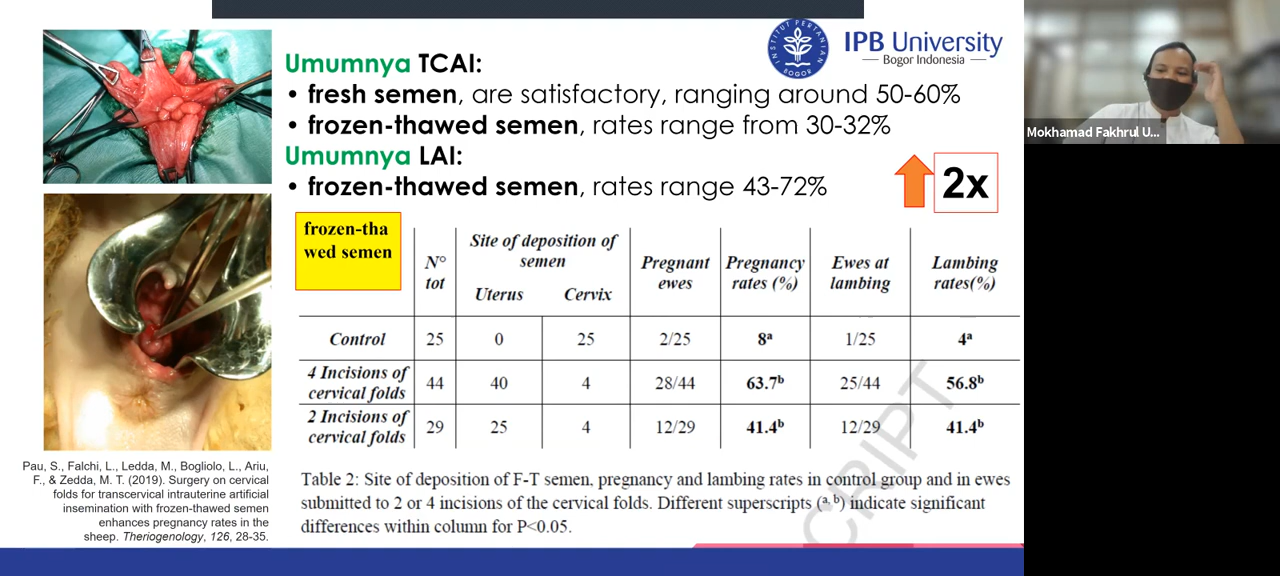 IPB University
Bogor Indonesia
INSTITUT PERTANIAN
BOGOR
Umumnya TCAI:
• fresh semen, are satisfactory, ranging around 50-60%
• frozen-thawed semen, rates range from 30-32%
Umumnya LAI:
• frozen-thawed semen, rates range 43-72%
2x
Mokhamad Fakhrul U...
frozen-tha
wed semen
N° tot
Site of deposition of semen
Uterus Cervix
Pregnant ewes
Pregnancy rates (%)
Ewes at lambing
Lambing rates(%)
Control 25 0 25 2/25 8ᵃ 1/25 4ᵃ
4 Incisions of cervical folds 44 40 4 28/44 63.7ᵇ 25/44 56.8ᵇ
2 Incisions of cervical folds 29 25 4 12/29 41.4ᵇ 12/29 41.4ᵇ
Table 2: Site of deposition of F-T semen, pregnancy and lambing rates in control group and in ewes
submitted to 2 or 4 incisions of the cervical folds. Different superscripts (ᵃ, ᵇ) indicate significant
differences within column for P<0.05.
CRIPT
Pau, S., Falchi, L., Ledda, M., Bogliolo, L., Ariu,
F., & Zedda, M. T. (2019). Surgery on cervical
folds for transcervical intrauterine artificial
insemination with frozen-thawed semen
enhances pregnancy rates in the
sheep. Theriogenology, 126, 28-35.